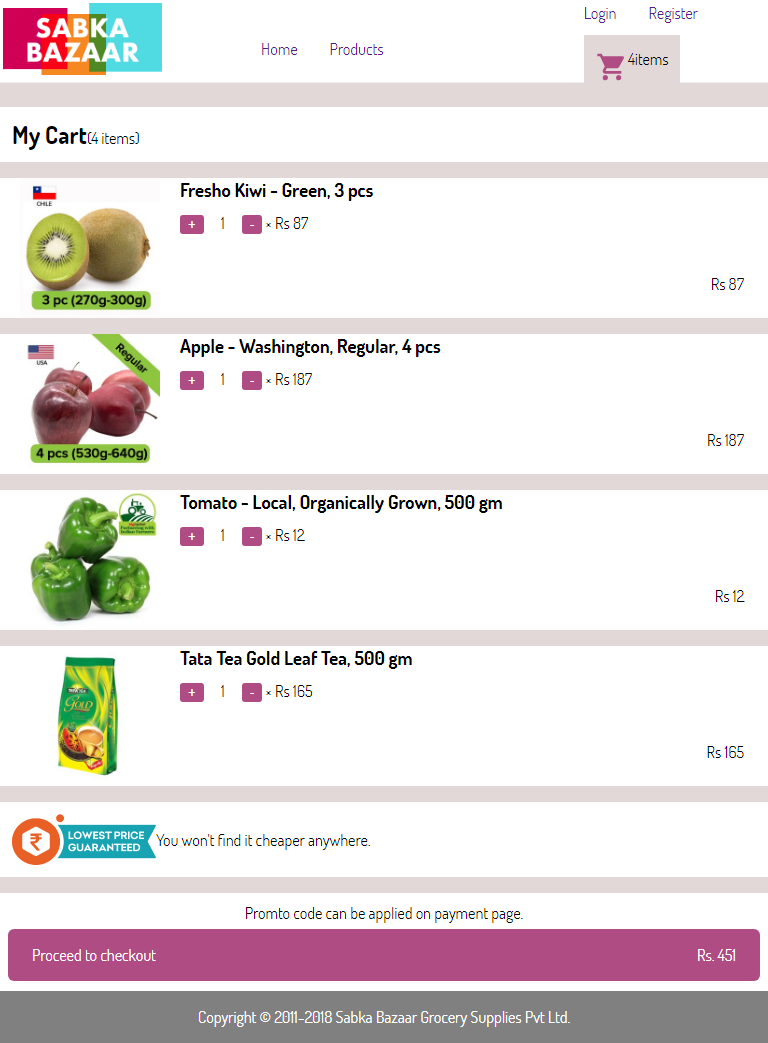 SABKA
BAZAAR
Home
Products
Login
Register
4items
My Cart(4 items)
CHILE
3 pc (270g-300g)
Fresho Kiwi - Green, 3 pcs
+ 1 - × Rs 87
Rs 87
USA
Regular
4 pcs (530g-640g)
Apple - Washington, Regular, 4 pcs
+ 1 - × Rs 187
Rs 187
Tomato - Local, Organically Grown, 500 gm
+ 1 - × Rs 12
Rs 12
TATA TEA
GOLD
Tata Tea Gold Leaf Tea, 500 gm
+ 1 - × Rs 165
Rs 165
₹
LOWEST PRICE
GUARANTEED
You won't find it cheaper anywhere.
Promto code can be applied on payment page.
Proceed to checkout
Rs. 451
Copyright © 2011-2018 Sabka Bazaar Grocery Supplies Pvt Ltd.